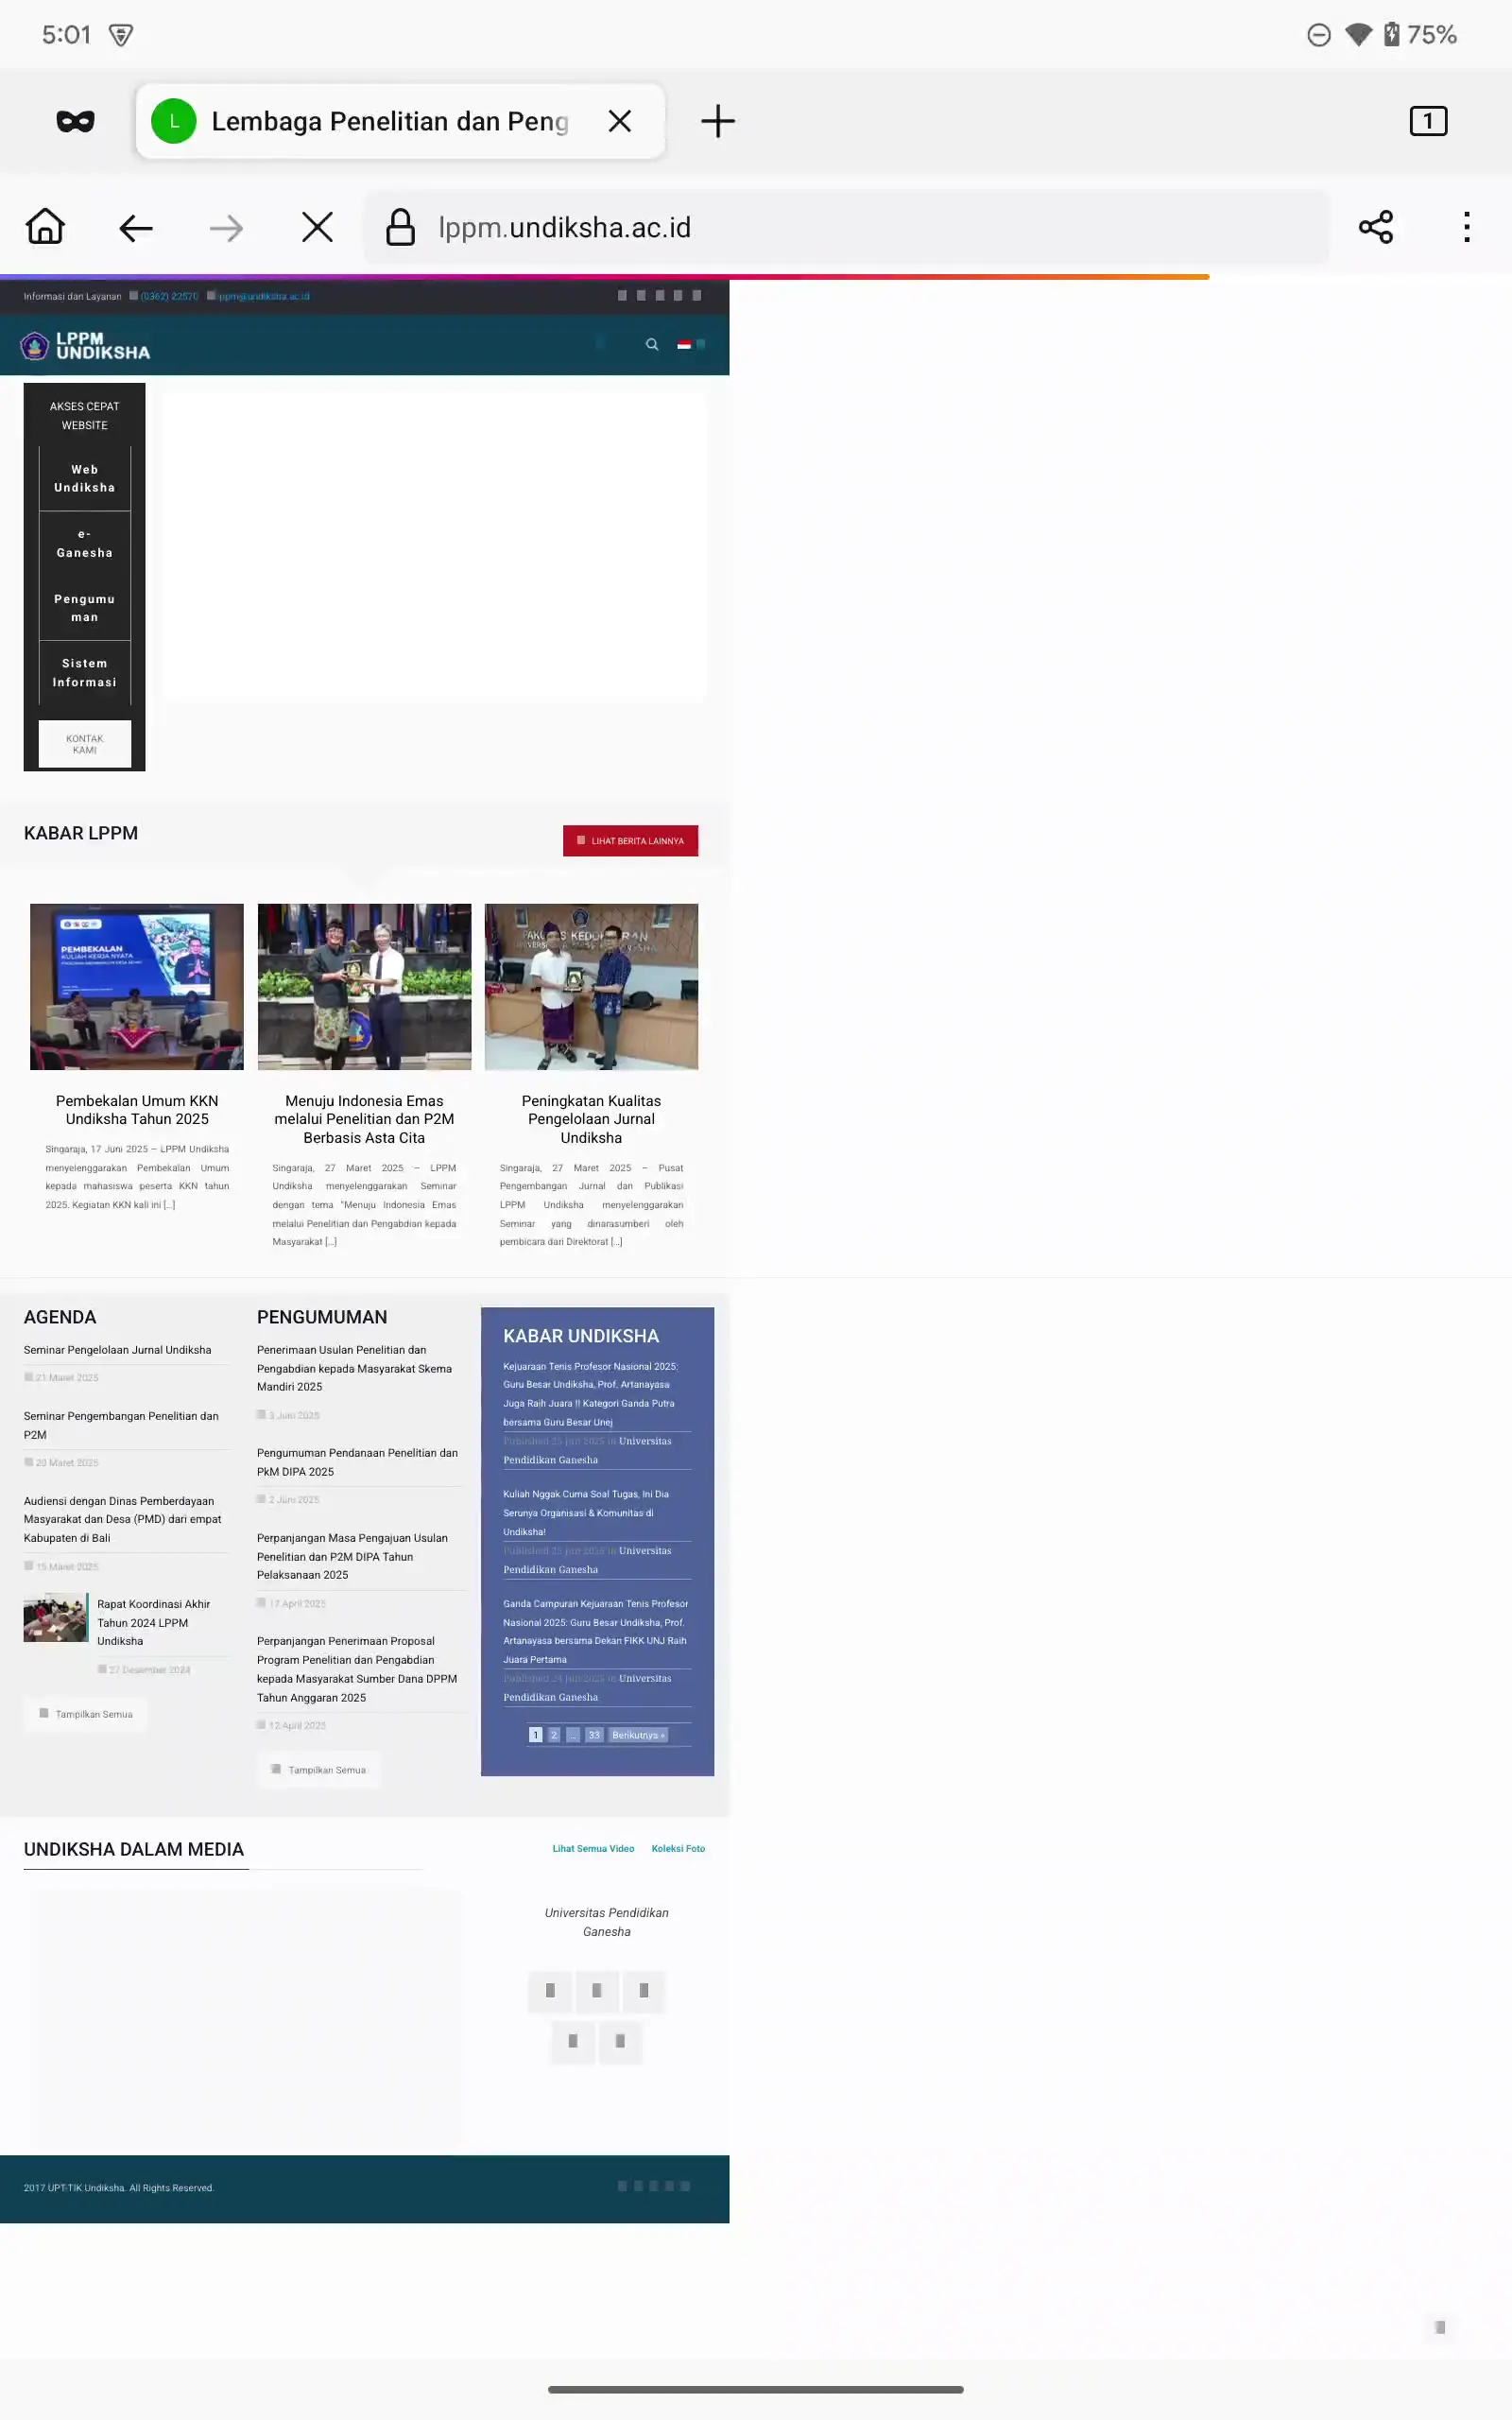 5:01
75%
1
L
Lembaga Penelitian dan Peng
lppm.undiksha.ac.id
Informasi dan Layanan (0362) 22570 lppm@undiksha.ac.id
LPPM
UNDIKSHA
AKSES CEPAT
WEBSITE
Web
Undiksha
e-
Ganesha
Pengumu
man
Sistem
Informasi
KONTAK
KAMI
KABAR LPPM
LIHAT BERITA LAINNYA
PEMBEKALAN
KULIAH KERJA NYATA
Pembekalan Umum KKN
Undiksha Tahun 2025
Singaraja, 17 Juni 2025 – LPPM Undiksha
menyelenggarakan Pembekalan Umum
kepada mahasiswa peserta KKN tahun
2025. Kegiatan KKN kali ini [...]
Menuju Indonesia Emas
melalui Penelitian dan P2M
Berbasis Asta Cita
Singaraja, 27 Maret 2025 – LPPM
Undiksha menyelenggarakan Seminar
dengan tema "Menuju Indonesia Emas
melalui Penelitian dan Pengabdian kepada
Masyarakat [...]
Peningkatan Kualitas
Pengelolaan Jurnal
Undiksha
Singaraja, 27 Maret 2025 – Pusat
Pengembangan Jurnal dan Publikasi
LPPM Undiksha menyelenggarakan
Seminar yang dinarasumberi oleh
pembicara dari Direktorat [...]
AGENDA
Seminar Pengelolaan Jurnal Undiksha
21 Maret 2025
Seminar Pengembangan Penelitian dan
P2M
20 Maret 2025
Audiensi dengan Dinas Pemberdayaan
Masyarakat dan Desa (PMD) dari empat
Kabupaten di Bali
15 Maret 2025
Rapat Koordinasi Akhir
Tahun 2024 LPPM
Undiksha
27 Desember 2024
Tampilkan Semua
PENGUMUMAN
Penerimaan Usulan Penelitian dan
Pengabdian kepada Masyarakat Skema
Mandiri 2025
3 Juni 2025
Pengumuman Pendanaan Penelitian dan
PkM DIPA 2025
2 Juni 2025
Perpanjangan Masa Pengajuan Usulan
Penelitian dan P2M DIPA Tahun
Pelaksanaan 2025
17 April 2025
Perpanjangan Penerimaan Proposal
Program Penelitian dan Pengabdian
kepada Masyarakat Sumber Dana DPPM
Tahun Anggaran 2025
12 April 2025
Tampilkan Semua
KABAR UNDIKSHA
Kejuaraan Tenis Profesor Nasional 2025:
Guru Besar Undiksha, Prof. Artanayasa
Juga Raih Juara II Kategori Ganda Putra
bersama Guru Besar Unej
Published 25 Jun 2025 in Universitas
Pendidikan Ganesha
Kuliah Nggak Cuma Soal Tugas, Ini Dia
Serunya Organisasi & Komunitas di
Undiksha!
Published 25 Jun 2025 in Universitas
Pendidikan Ganesha
Ganda Campuran Kejuaraan Tenis Profesor
Nasional 2025: Guru Besar Undiksha, Prof.
Artanayasa bersama Dekan FIKK UNJ Raih
Juara Pertama
Published 24 Jun 2025 in Universitas
Pendidikan Ganesha
1 2 ... 33 Berikutnya »
UNDIKSHA DALAM MEDIA
Lihat Semua Video Koleksi Foto
Universitas Pendidikan
Ganesha
2017 UPT-TIK Undiksha. All Rights Reserved.